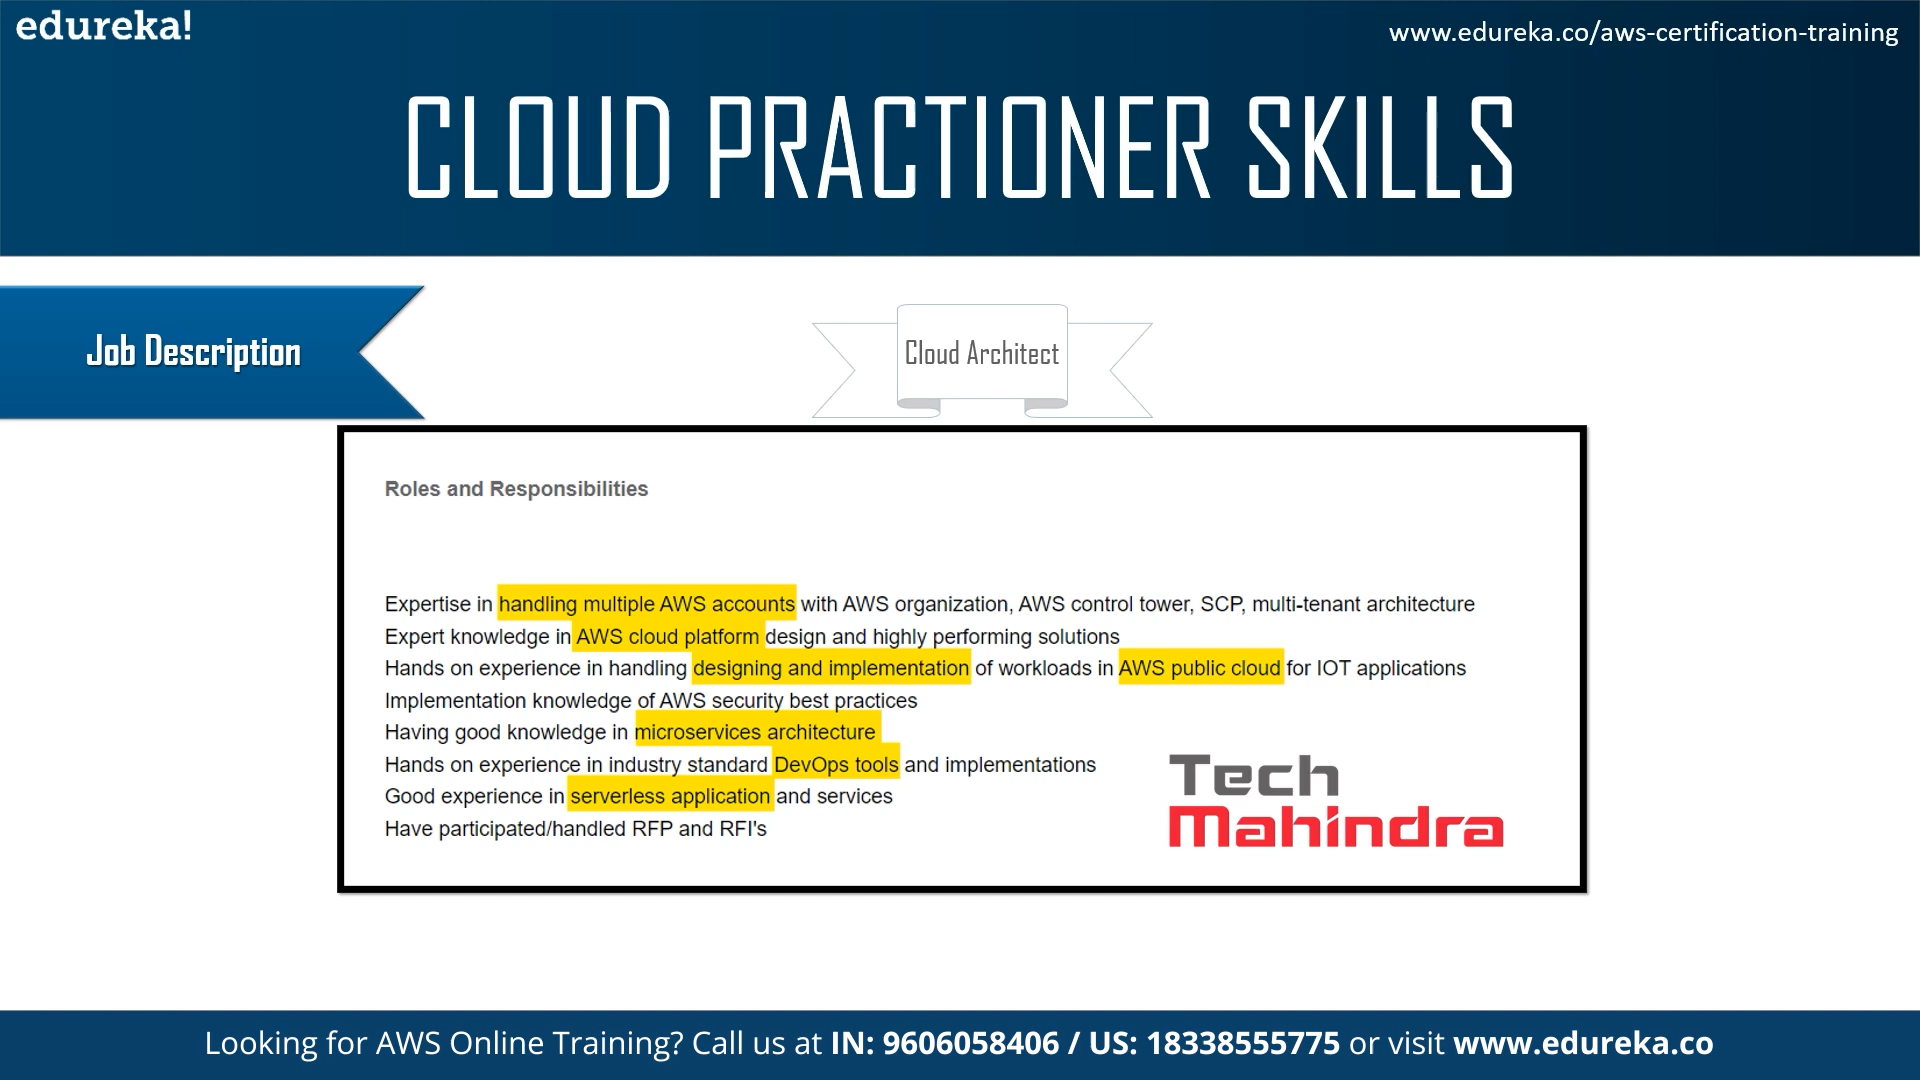 edureka!
www.edureka.co/aws-certification-training
CLOUD PRACTIONER SKILLS
Job Description
Cloud Architect
Roles and Responsibilities
Expertise in handling multiple AWS accounts with AWS organization, AWS control tower, SCP, multi-tenant architecture
Expert knowledge in AWS cloud platform design and highly performing solutions
Hands on experience in handling designing and implementation of workloads in AWS public cloud for IOT applications
Implementation knowledge of AWS security best practices
Having good knowledge in microservices architecture
Hands on experience in industry standard DevOps tools and implementations
Good experience in serverless application and services
Have participated/handled RFP and RFI's
Tech
Mahindra
Looking for AWS Online Training? Call us at IN: 9606058406 / US: 18338555775 or visit www.edureka.co